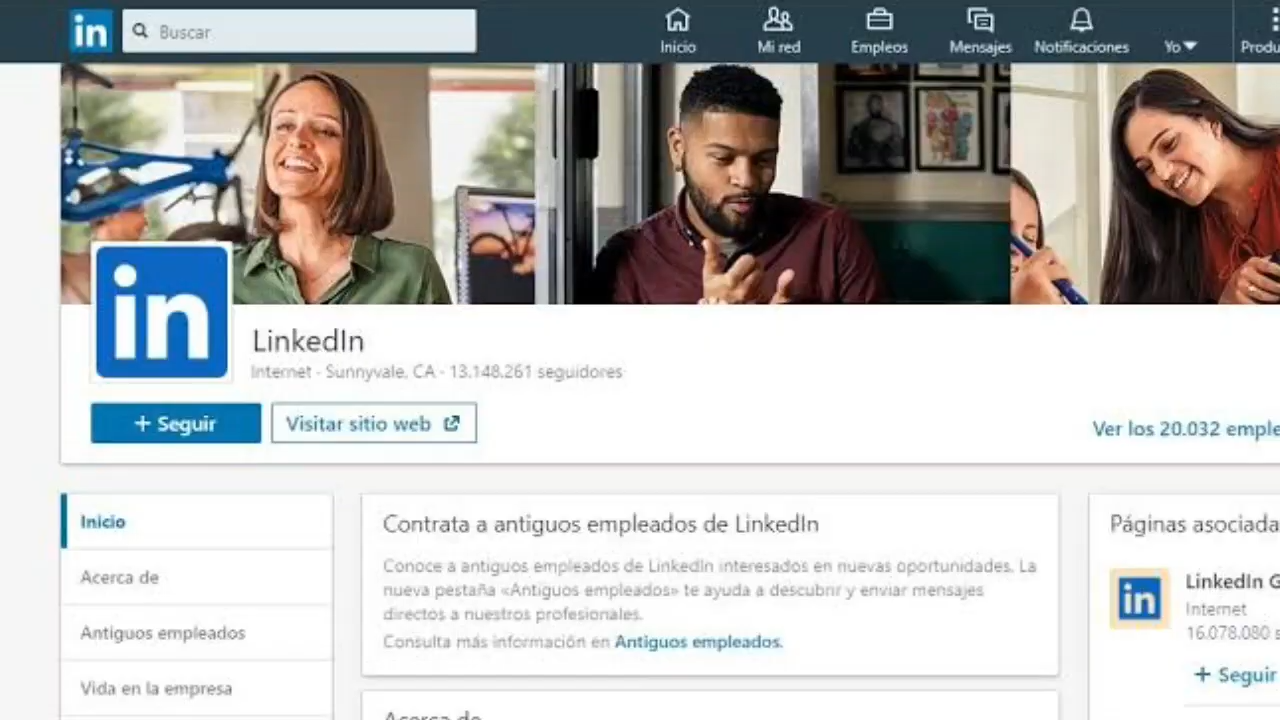 in
Buscar
Inicio
Mi red
Empleos
Mensajes
Notificaciones
Yo
Produ
in
LinkedIn
Internet · Sunnyvale, CA · 13.148.261 seguidores
+ Seguir
Visitar sitio web
Ver los 20.032 emple
Inicio
Acerca de
Antiguos empleados
Vida en la empresa
Contrata a antiguos empleados de LinkedIn
Conoce a antiguos empleados de LinkedIn interesados en nuevas oportunidades. La
nueva pestaña «Antiguos empleados» te ayuda a descubrir y enviar mensajes
directos a nuestros profesionales.
Consulta más información en Antiguos empleados.
Acerca de
Páginas asociada
in
LinkedIn G
Internet
16.078.080 s
+ Seguir